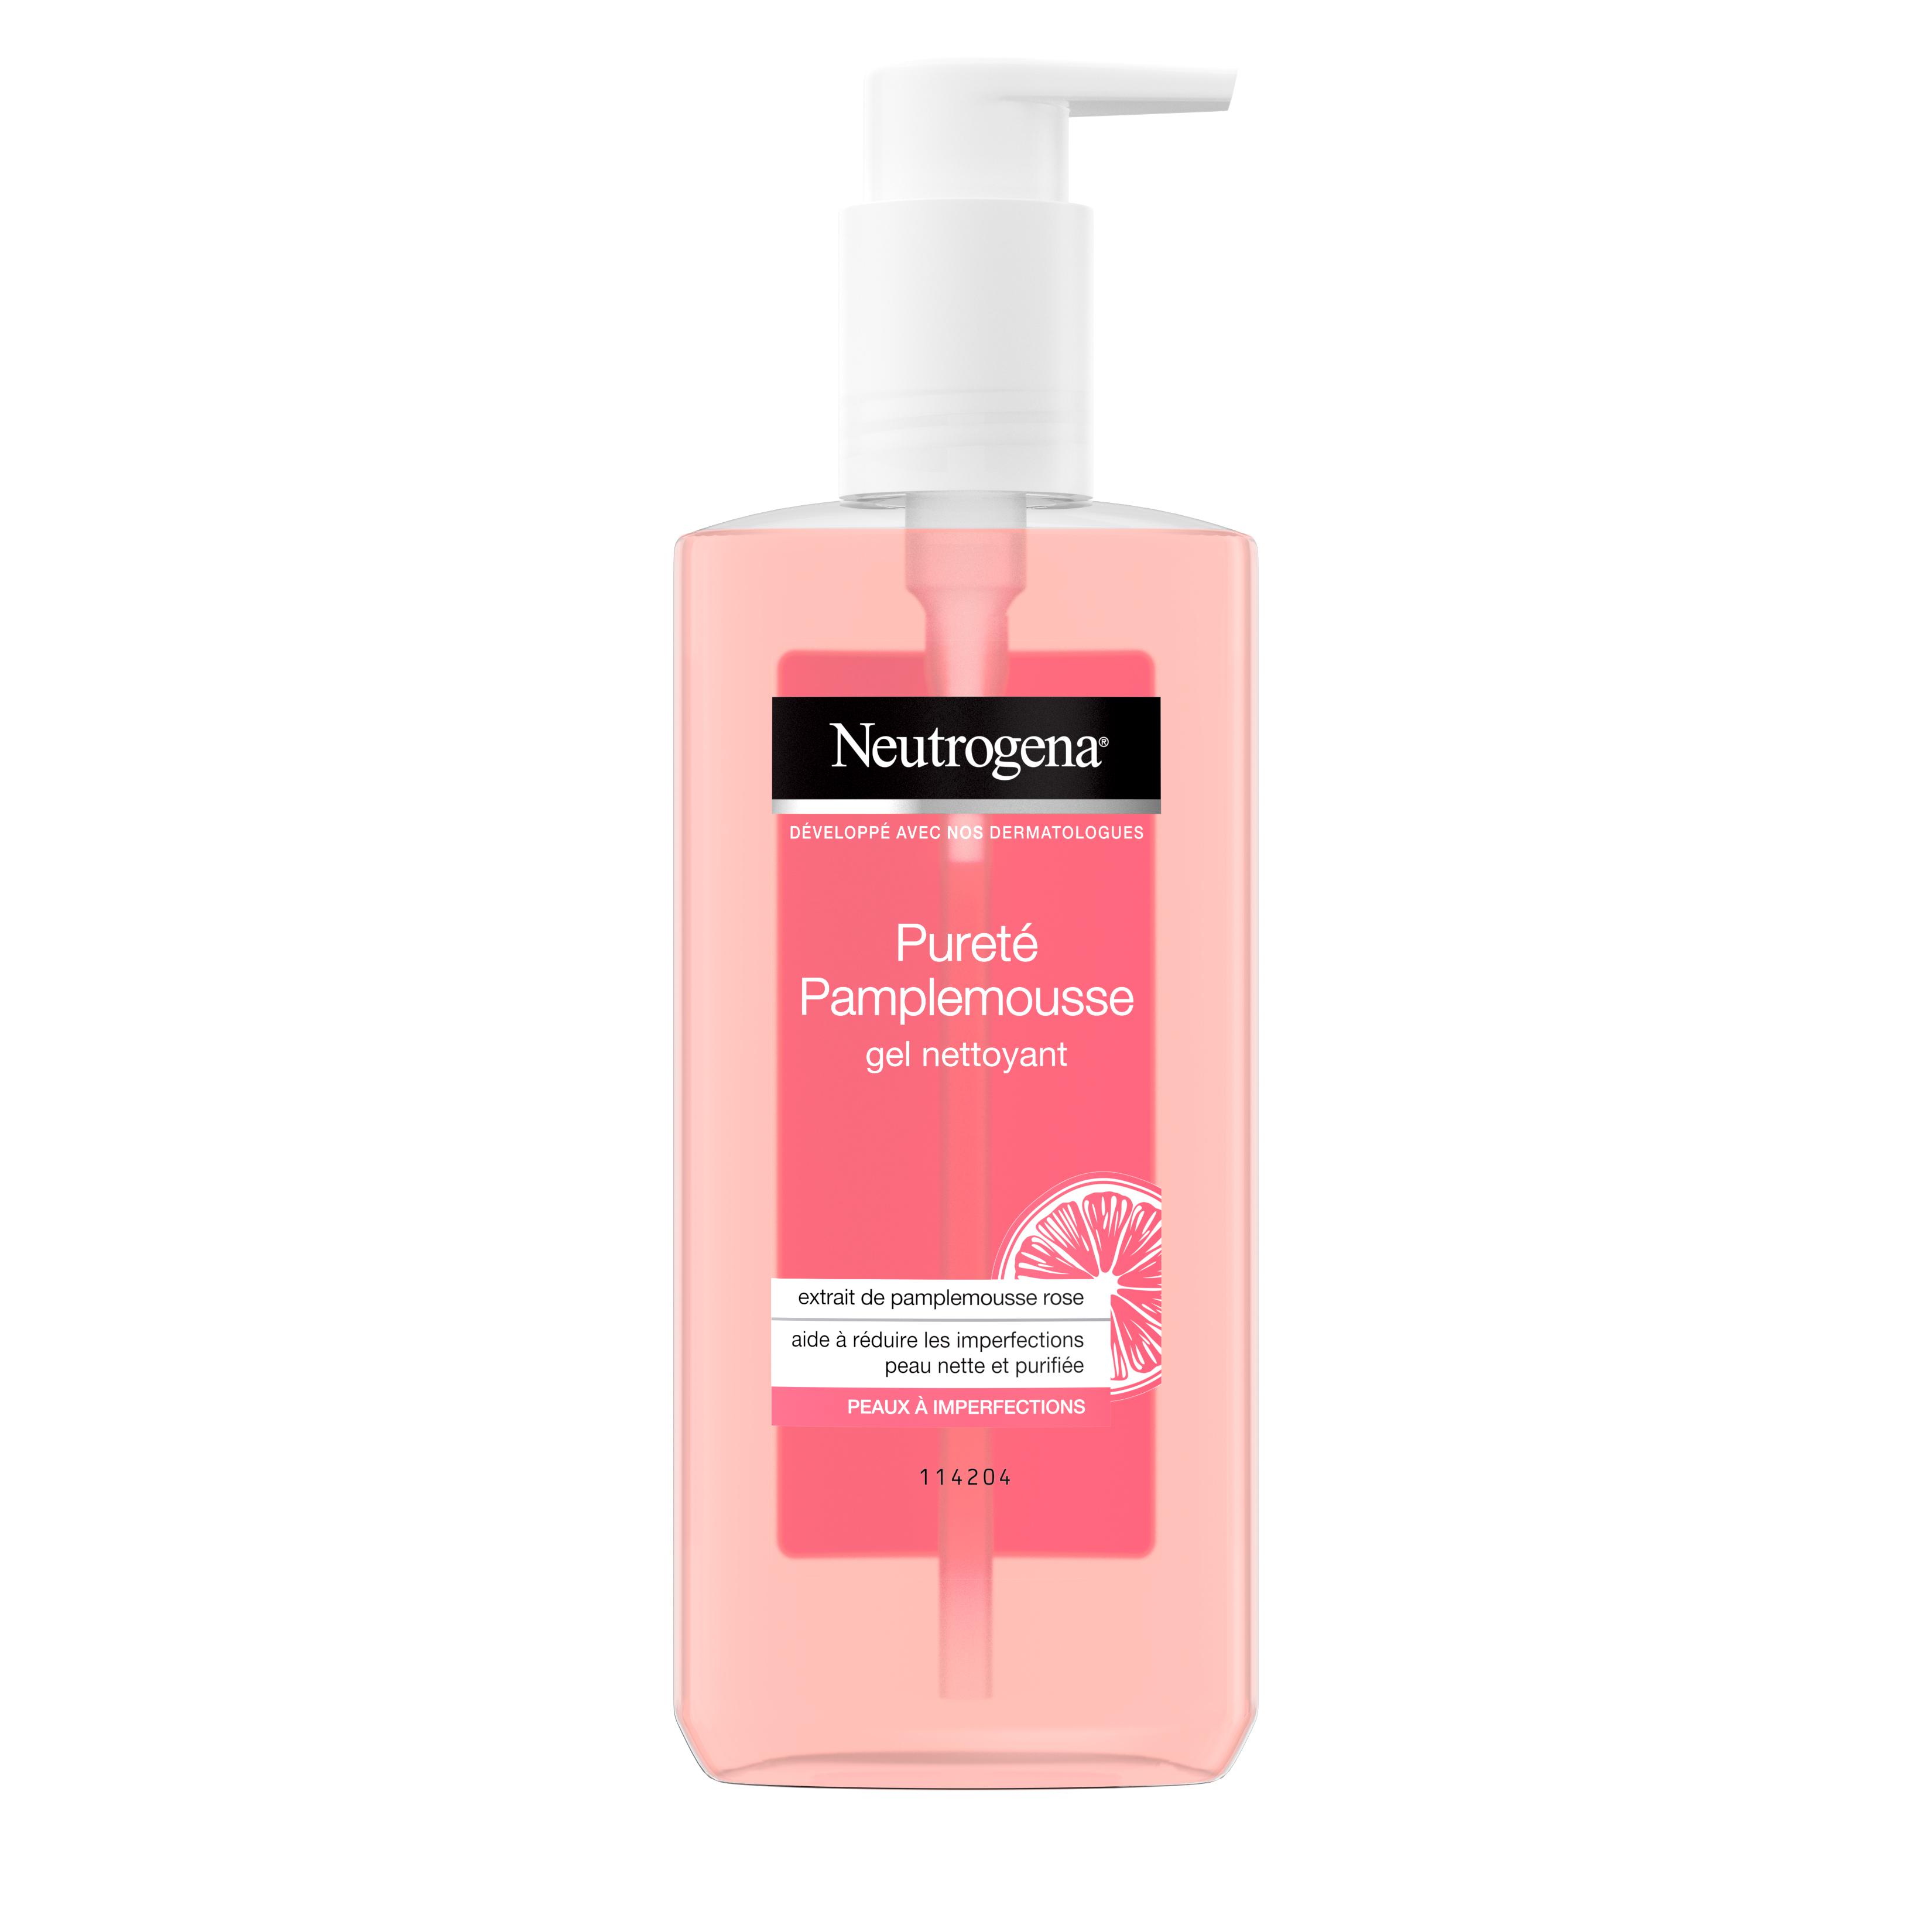 Neutrogena®
DÉVELOPPÉ AVEC NOS DERMATOLOGUES
Pureté
Pamplemousse
gel nettoyant
extrait de pamplemousse rose
aide à réduire les imperfections
peau nette et purifiée
PEAUX À IMPERFECTIONS
114204